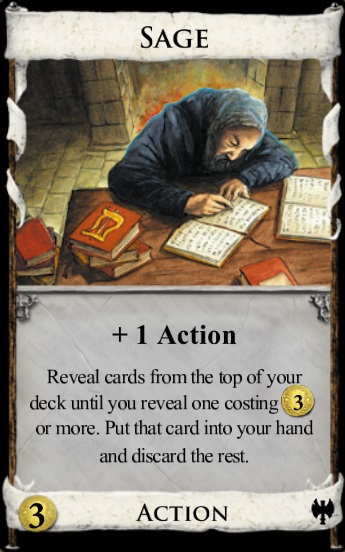 SAGE
+ 1 Action
Reveal cards from the top of your
deck until you reveal one costing 3
or more. Put that card into your hand
and discard the rest.
3 ACTION